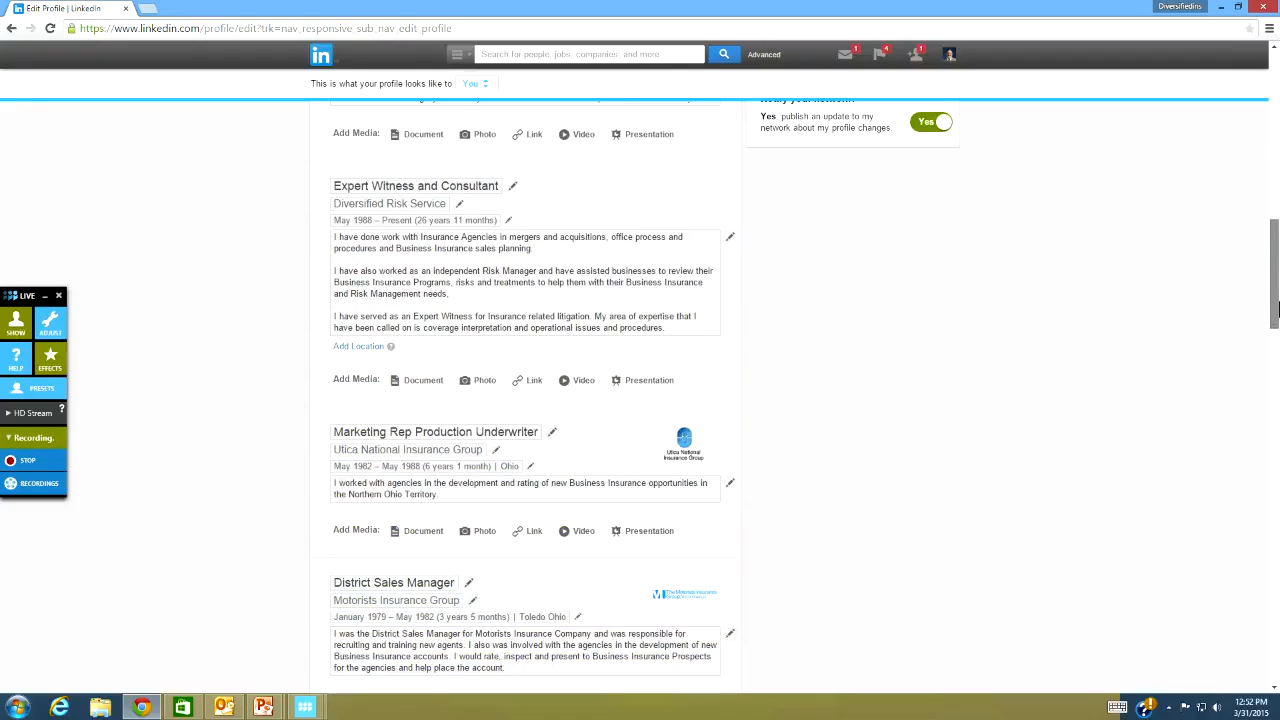 Edit Profile | LinkedIn
Diversifiedins
https://www.linkedin.com/profile/edit?trk=nav_responsive_sub_nav_edit_profile
in
Search for people, jobs, companies, and more
Advanced
1
4
1
This is what your profile looks like to You
Yes, publish an update to my
network about my profile changes.
Yes
Add Media: Document Photo Link Video Presentation
Expert Witness and Consultant
Diversified Risk Service
May 1988 – Present (26 years 11 months)
I have done work with Insurance Agencies in mergers and acquisitions, office process and
procedures and Business Insurance sales planning.
I have also worked as an independent Risk Manager and have assisted businesses to review their
Business Insurance Programs, risks and treatments to help them with their Business Insurance
and Risk Management needs,
I have served as an Expert Witness for Insurance related litigation. My area of expertise that I
have been called on is coverage interpretation and operational issues and procedures.
Add Location ?
Add Media: Document Photo Link Video Presentation
Marketing Rep Production Underwriter
Utica National Insurance Group
Utica National
Insurance Group
May 1982 – May 1988 (6 years 1 month) | Ohio
I worked with agencies in the development and rating of new Business Insurance opportunities in
the Northern Ohio Territory.
Add Media: Document Photo Link Video Presentation
District Sales Manager
Motorists Insurance Group
The Motorists Insurance
January 1979 – May 1982 (3 years 5 months) | Toledo Ohio
I was the District Sales Manager for Motorists Insurance Company and was responsible for
recruiting and training new agents. I also was involved with the agencies in the development of new
Business Insurance accounts. I would rate, inspect and present to Business Insurance Prospects
for the agencies and help place the account.
LIVE
SHOW
ADJUST
HELP
EFFECTS
PRESETS
HD Stream ?
Recording.
STOP
RECORDINGS
12:52 PM
3/31/2015